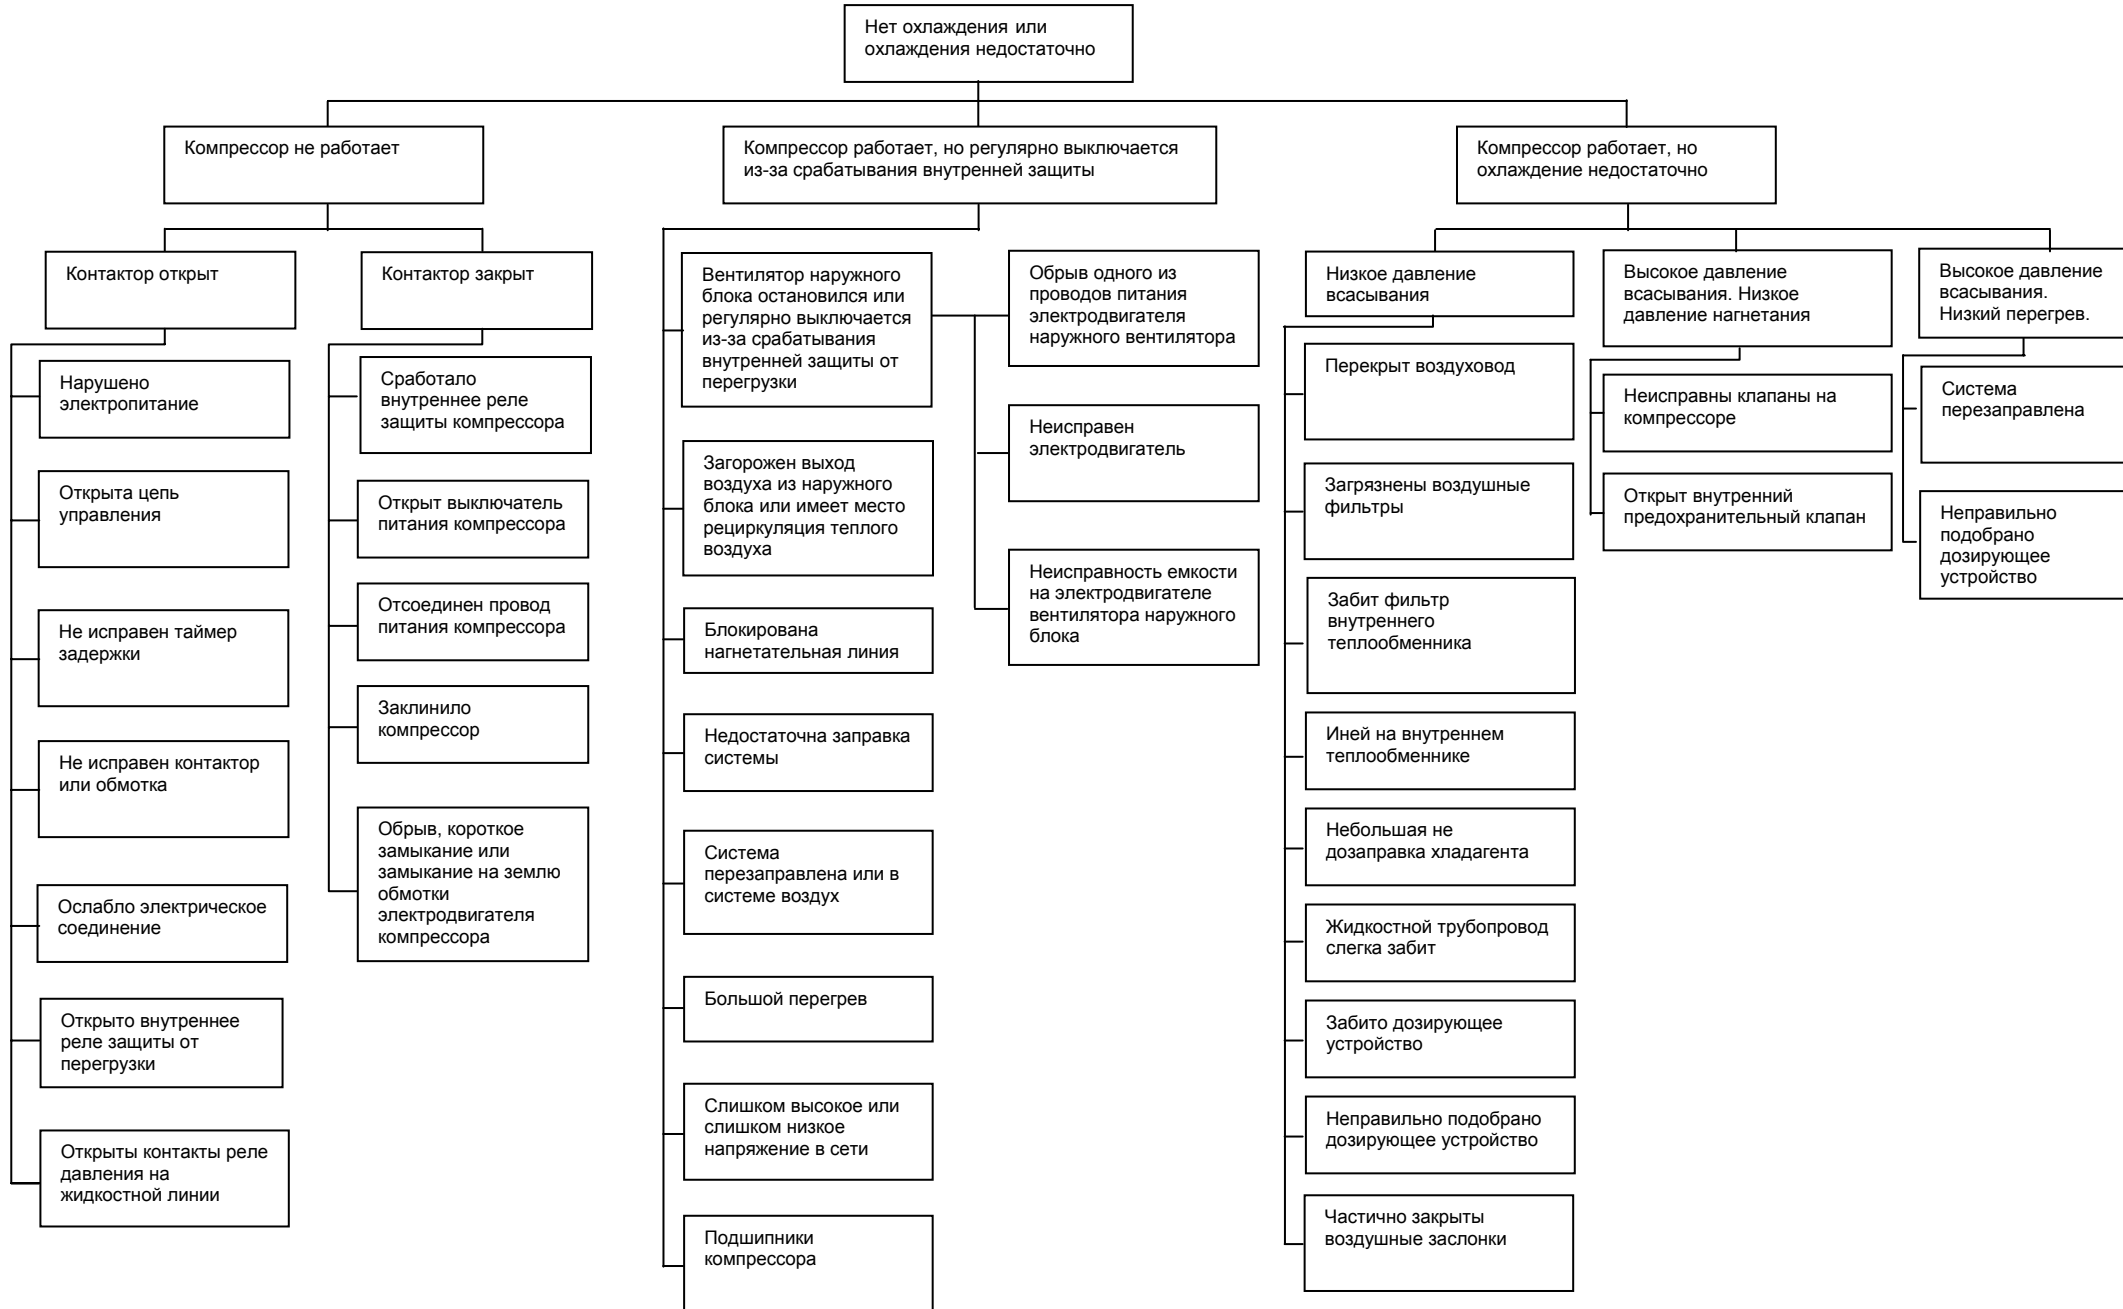 Нет охлаждения или
охлаждения недостаточно
Компрессор не работает
Компрессор работает, но регулярно выключается
из-за срабатывания внутренней защиты
Компрессор работает, но
охлаждение недостаточно
Контактор открыт
Нарушено
электропитание
Открыта цепь
управления
Не исправен таймер
задержки
Не исправен контактор
или обмотка
Ослабло электрическое
соединение
Открыто внутреннее
реле защиты от
перегрузки
Открыты контакты реле
давления на
жидкостной линии
Контактор закрыт
Сработало
внутреннее реле
защиты компрессора
Открыт выключатель
питания компрессора
Отсоединен провод
питания компрессора
Заклинило
компрессор
Обрыв, короткое
замыкание или
замыкание на землю
обмотки
электродвигателя
компрессора
Вентилятор наружного
блока остановился или
регулярно выключается
из-за срабатывания
внутренней защиты от
перегрузки
Загорожен выход
воздуха из наружного
блока или имеет место
рециркуляция теплого
воздуха
Блокирована
нагнетательная линия
Недостаточна заправка
системы
Система
перезаправлена или в
системе воздух
Большой перегрев
Слишком высокое или
слишком низкое
напряжение в сети
Подшипники
компрессора
Обрыв одного из
проводов питания
электродвигателя
наружного вентилятора
Неисправен
электродвигатель
Неисправность емкости
на электродвигателе
вентилятора наружного
блока
Низкое давление
всасывания
Перекрыт воздуховод
Загрязнены воздушные
фильтры
Забит фильтр
внутреннего
теплообменника
Иней на внутреннем
теплообменнике
Небольшая не
дозаправка хладагента
Жидкостной трубопровод
слегка забит
Забито дозирующее
устройство
Неправильно подобрано
дозирующее устройство
Частично закрыты
воздушные заслонки
Высокое давление
всасывания. Низкое
давление нагнетания
Неисправны клапаны на
компрессоре
Открыт внутренний
предохранительный клапан
Высокое давление
всасывания.
Низкий перегрев.
Система
перезаправлена
Неправильно
подобрано
дозирующее
устройство